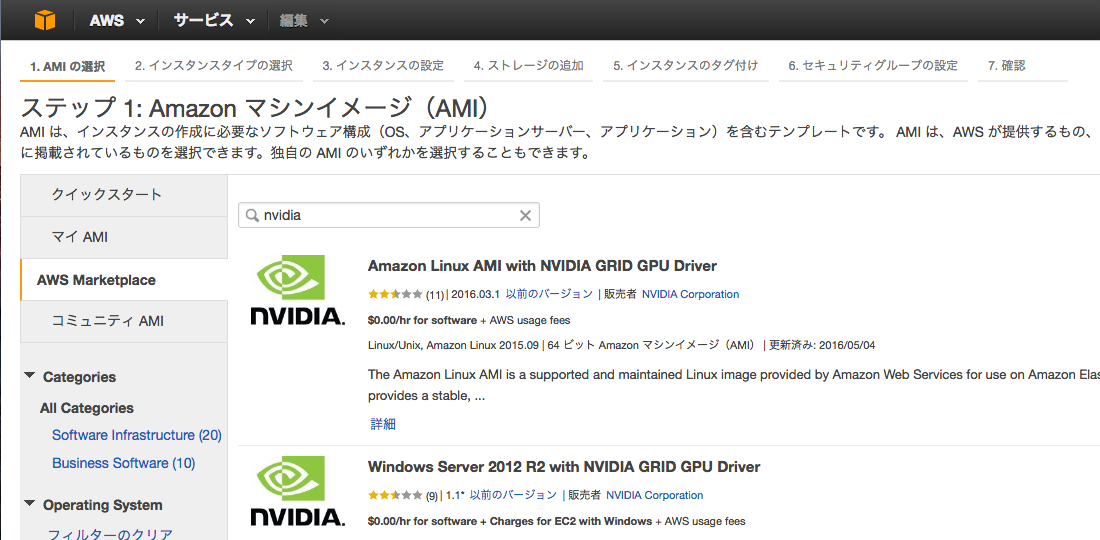 AWS サービス 編集
1. AMI の選択 2. インスタンスタイプの選択 3. インスタンスの設定 4. ストレージの追加 5. インスタンスのタグ付け 6. セキュリティグループの設定 7. 確認
ステップ 1: Amazon マシンイメージ（AMI）
AMI は、インスタンスの作成に必要なソフトウェア構成（OS、アプリケーションサーバー、アプリケーション）を含むテンプレートです。 AMI は、AWS が提供するもの、
に掲載されているものを選択できます。独自の AMI のいずれかを選択することもできます。
クイックスタート
マイ AMI
AWS Marketplace
コミュニティ AMI
Categories
All Categories
Software Infrastructure (20)
Business Software (10)
Operating System
フィルターのクリア
nvidia
NVIDIA.
Amazon Linux AMI with NVIDIA GRID GPU Driver
(11) | 2016.03.1 以前のバージョン | 販売者 NVIDIA Corporation
$0.00/hr for software + AWS usage fees
Linux/Unix, Amazon Linux 2015.09 | 64 ビット Amazon マシンイメージ（AMI） | 更新済み: 2016/05/04
The Amazon Linux AMI is a supported and maintained Linux image provided by Amazon Web Services for use on Amazon Elas
provides a stable, ...
詳細
NVIDIA.
Windows Server 2012 R2 with NVIDIA GRID GPU Driver
(9) | 1.1* 以前のバージョン | 販売者 NVIDIA Corporation
$0.00/hr for software + Charges for EC2 with Windows + AWS usage fees